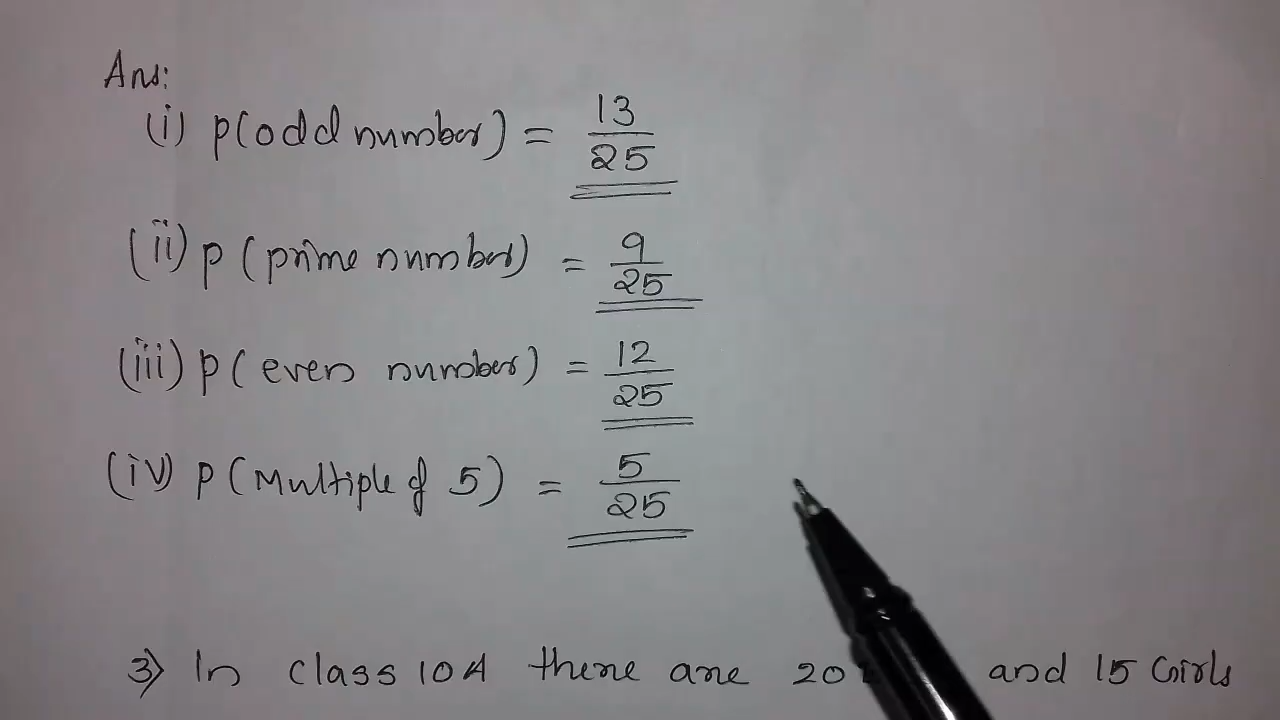 Ans:
(i) P(odd number) = 13/25
(ii) P(prime number) = 9/25
(iii) P(even number) = 12/25
(iv) P(Multiple of 5) = 5/25
3) In class 10A there are 20 and 15 Girls